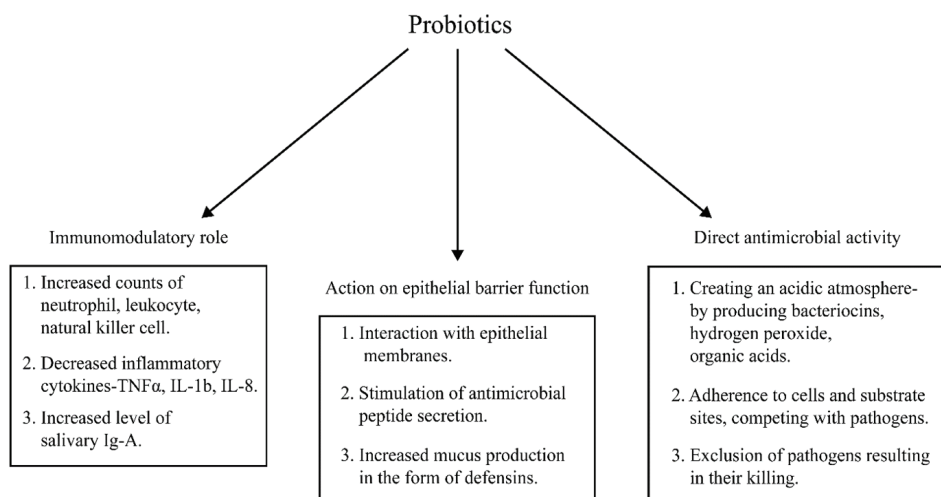 Probiotics
Immunomodulatory role
1. Increased counts of
neutrophil, leukocyte,
natural killer cell.
2. Decreased inflammatory
cytokines-TNFα, IL-1b, IL-8.
3. Increased level of
salivary Ig-A.
Action on epithelial barrier function
1. Interaction with epithelial
membranes.
2. Stimulation of antimicrobial
peptide secretion.
3. Increased mucus production
in the form of defensins.
Direct antimicrobial activity
1. Creating an acidic atmosphere-
by producing bacteriocins,
hydrogen peroxide,
organic acids.
2. Adherence to cells and substrate
sites, competing with pathogens.
3. Exclusion of pathogens resulting
in their killing.